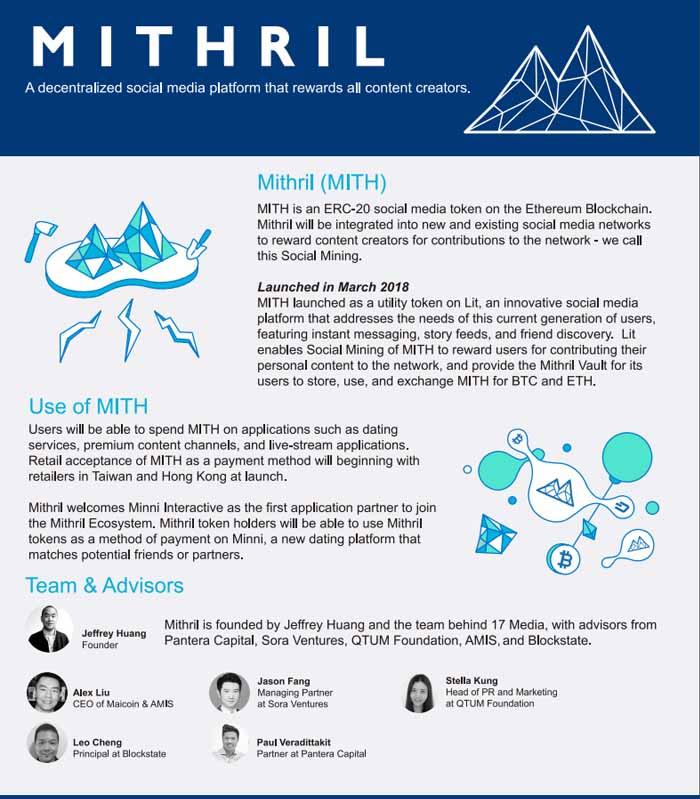 MITHRIL
A decentralized social media platform that rewards all content creators.
Mithril (MITH)
MITH is an ERC-20 social media token on the Ethereum Blockchain.
Mithril will be integrated into new and existing social media networks
to reward content creators for contributions to the network - we call
this Social Mining.
Launched in March 2018
MITH launched as a utility token on Lit, an innovative social media
platform that addresses the needs of this current generation of users,
featuring instant messaging, story feeds, and friend discovery. Lit
enables Social Mining of MITH to reward users for contributing their
personal content to the network, and provide the Mithril Vault for its
users to store, use, and exchange MITH for BTC and ETH.
Use of MITH
Users will be able to spend MITH on applications such as dating
services, premium content channels, and live-stream applications.
Retail acceptance of MITH as a payment method will beginning with
retailers in Taiwan and Hong Kong at launch.
Mithril welcomes Minni Interactive as the first application partner to join
the Mithril Ecosystem. Mithril token holders will be able to use Mithril
tokens as a method of payment on Minni, a new dating platform that
matches potential friends or partners.
Team & Advisors
Jeffrey Huang
Founder
Mithril is founded by Jeffrey Huang and the team behind 17 Media, with advisors from
Pantera Capital, Sora Ventures, QTUM Foundation, AMIS, and Blockstate.
Alex Liu
CEO of Maicoin & AMIS
Jason Fang
Managing Partner
at Sora Ventures
Stella Kung
Head of PR and Marketing
at QTUM Foundation
Leo Cheng
Principal at Blockstate
Paul Veradittakit
Partner at Pantera Capital